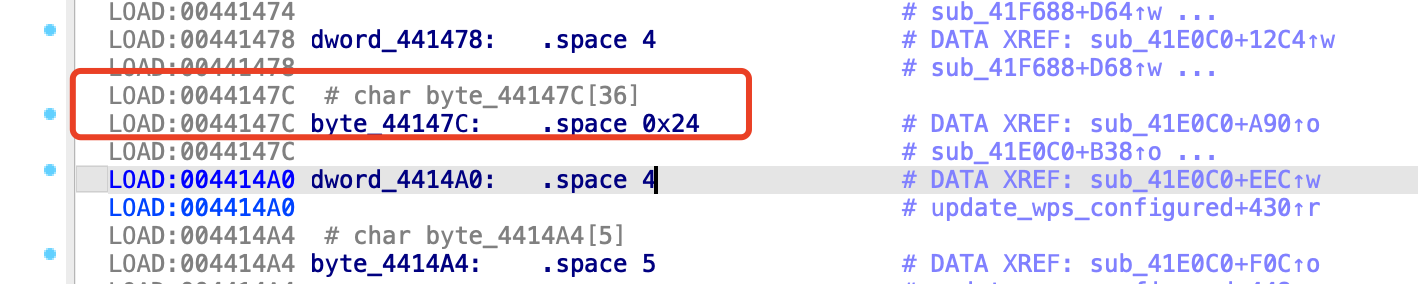 LOAD:00441474 # sub_41F688+D64↑w ...
LOAD:00441478 dword_441478: .space 4 # DATA XREF: sub_41E0C0+12C4↑w
LOAD:00441478 # sub_41F688+D68↑w ...
LOAD:0044147C # char byte_44147C[36]
LOAD:0044147C byte_44147C: .space 0x24 # DATA XREF: sub_41E0C0+A90↑o
LOAD:0044147C # sub_41E0C0+B38↑o ...
LOAD:004414A0 dword_4414A0: .space 4 # DATA XREF: sub_41E0C0+EEC↑w
LOAD:004414A0 # update_wps_configured+430↑r
LOAD:004414A4 # char byte_4414A4[5]
LOAD:004414A4 byte_4414A4: .space 5 # DATA XREF: sub_41E0C0+F0C↑o